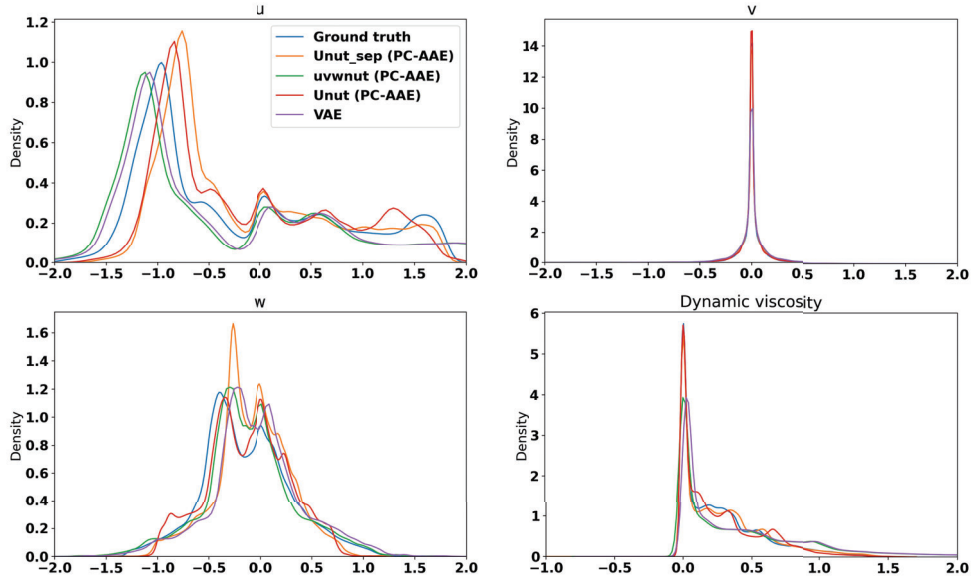 u
Density
1.2
1.0
0.8
0.6
0.4
0.2
0.0
−2.0 −1.5 −1.0 −0.5 0.0 0.5 1.0 1.5 2.0
Ground truth
Unut_sep (PC-AAE)
uvwnut (PC-AAE)
Unut (PC-AAE)
VAE
v
Density
14
12
10
8
6
4
2
0
−2.0 −1.5 −1.0 −0.5 0.0 0.5 1.0 1.5 2.0
w
Density
1.6
1.4
1.2
1.0
0.8
0.6
0.4
0.2
0.0
−2.0 −1.5 −1.0 −0.5 0.0 0.5 1.0 1.5 2.0
Dynamic viscosity
Density
6
5
4
3
2
1
0
−1.0 −0.5 0.0 0.5 1.0 1.5 2.0